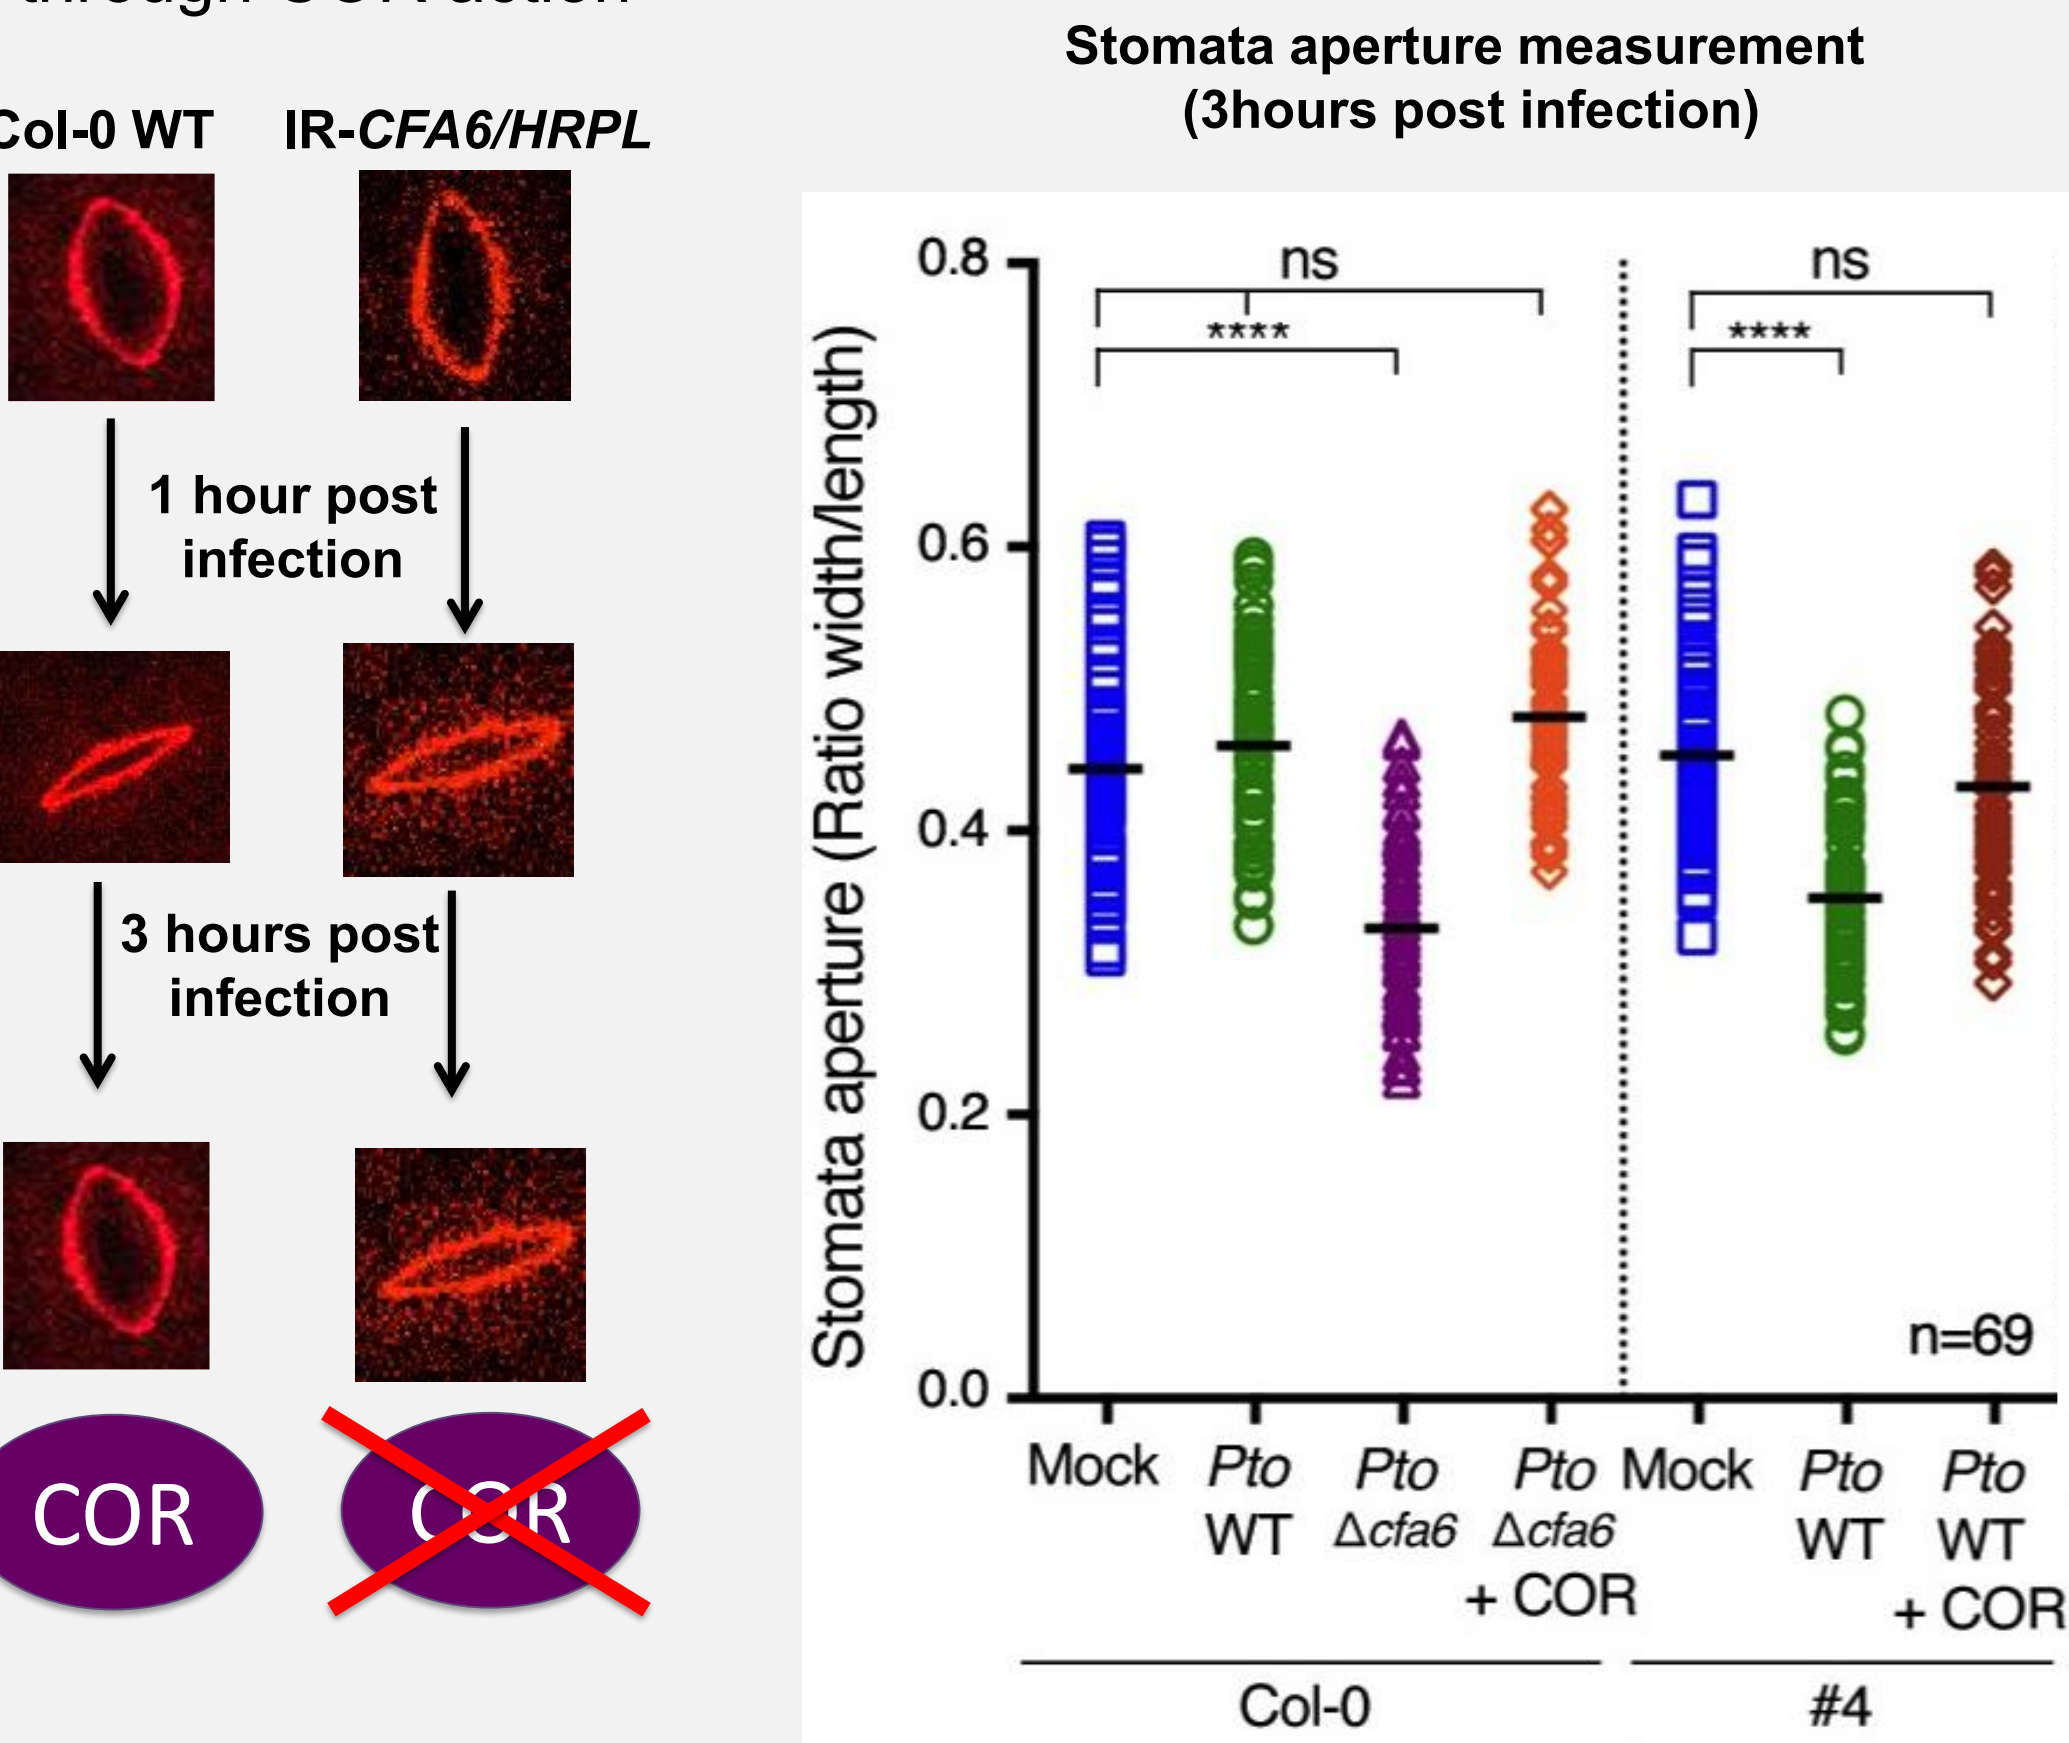 through COR action
Col-0 WT
IR-CFA6/HRPL
1 hour post
infection
3 hours post
infection
COR
COR
Stomata aperture measurement
(3hours post infection)
Stomata aperture (Ratio width/length)
0.8
0.6
0.4
0.2
0.0
ns
****
ns
****
n=69
Mock
Pto
WT
Pto
Δcfa6
Pto
Δcfa6
+ COR
Mock
Pto
WT
Pto
WT
+ COR
Col-0
#4